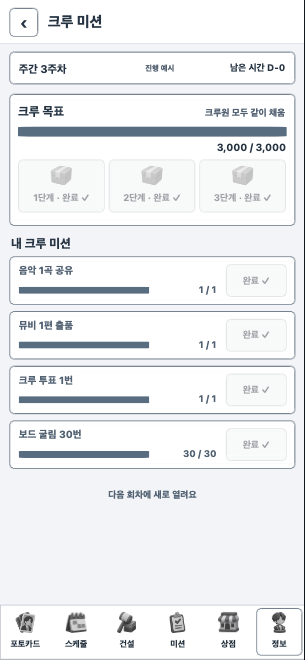 크루 미션
주간 3주차 진행 예시 남은 시간 D-0
크루 목표 크루원 모두 같이 채움
3,000 / 3,000
1단계 · 완료 ✓ 2단계 · 완료 ✓ 3단계 · 완료 ✓
내 크루 미션
음악 1곡 공유
1 / 1 완료 ✓
뮤비 1편 출품
1 / 1 완료 ✓
크루 투표 1번
1 / 1 완료 ✓
보드 굴림 30번
30 / 30 완료 ✓
다음 회차에 새로 열려요
포토카드 스케줄 건설 미션 상점 정보